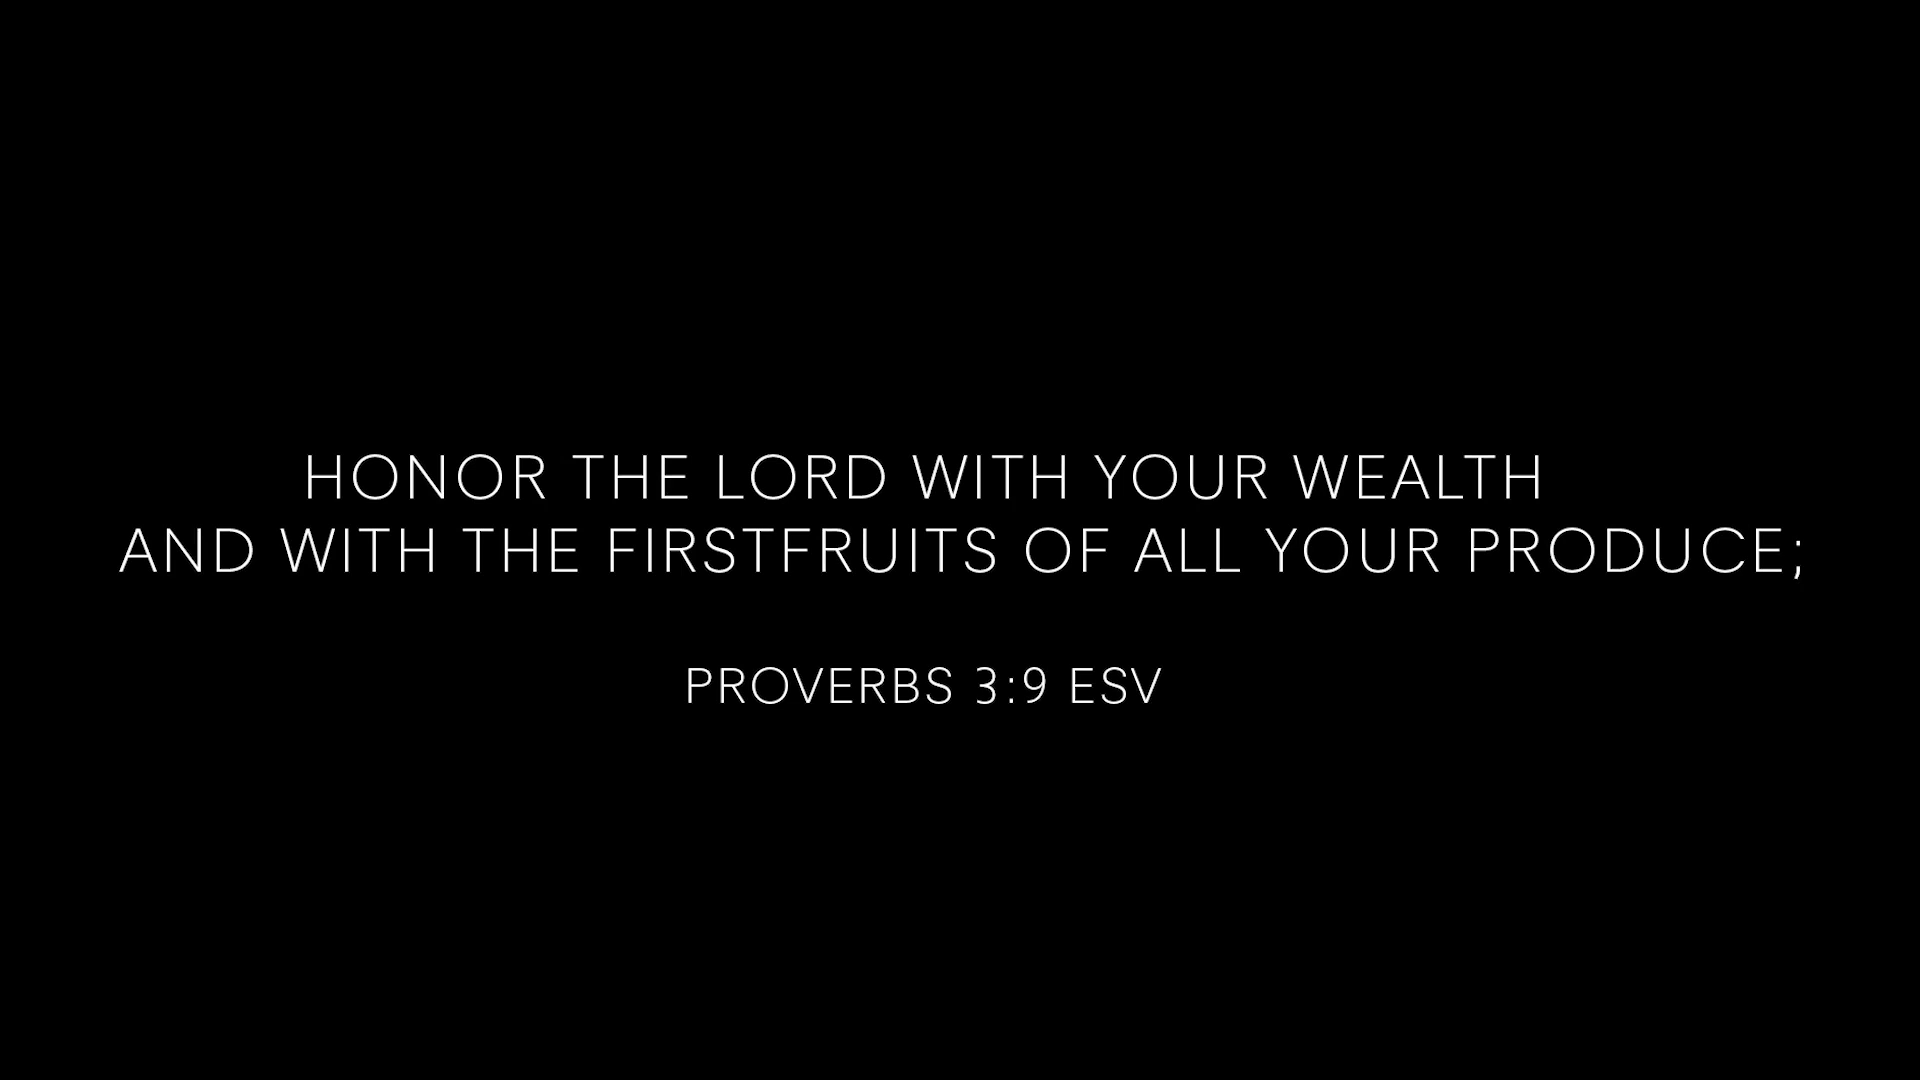 HONOR THE LORD WITH YOUR WEALTH
AND WITH THE FIRSTFRUITS OF ALL YOUR PRODUCE;
PROVERBS 3:9 ESV